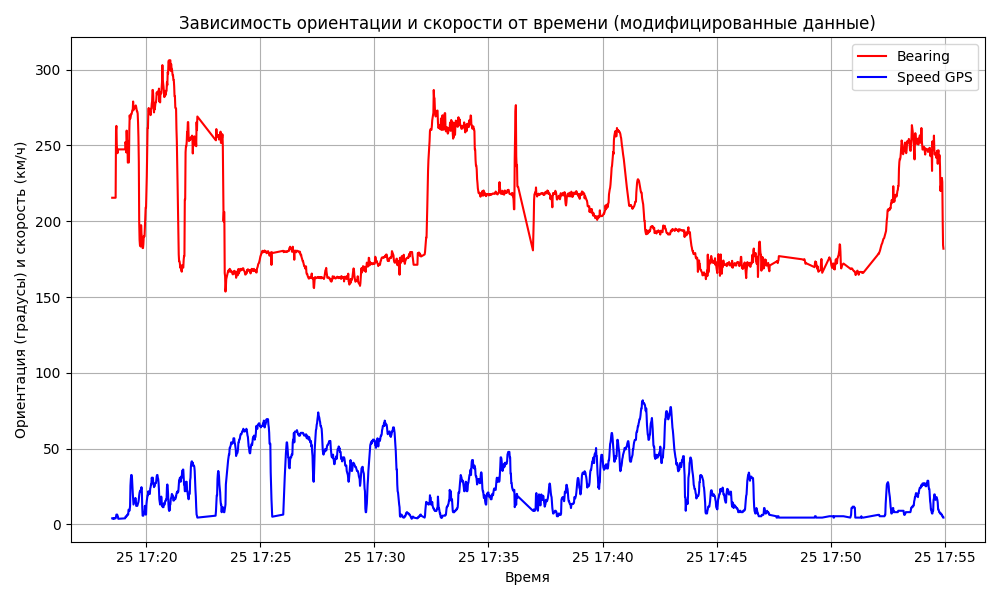 Зависимость ориентации и скорости от времени (модифицированные данные)
Bearing
Speed GPS
Ориентация (градусы) и скорость (км/ч)
300
250
200
150
100
50
0
25 17:20 25 17:25 25 17:30 25 17:35 25 17:40 25 17:45 25 17:50 25 17:55
Время